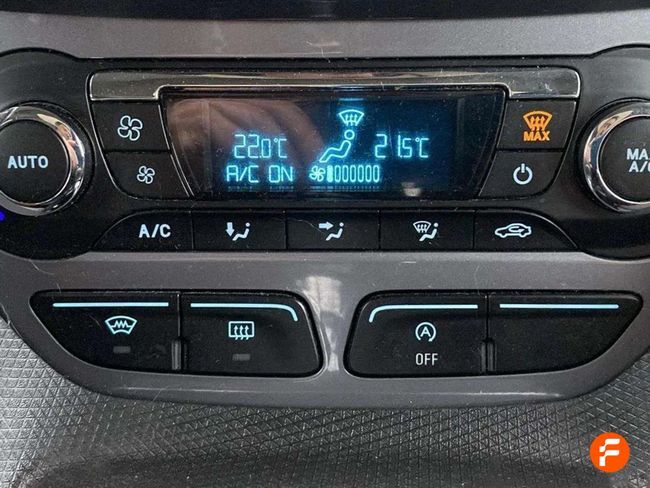 AUTO
22.0°C
21.5°C
A/C ON
MAX
MAX
A/C
A/C
OFF